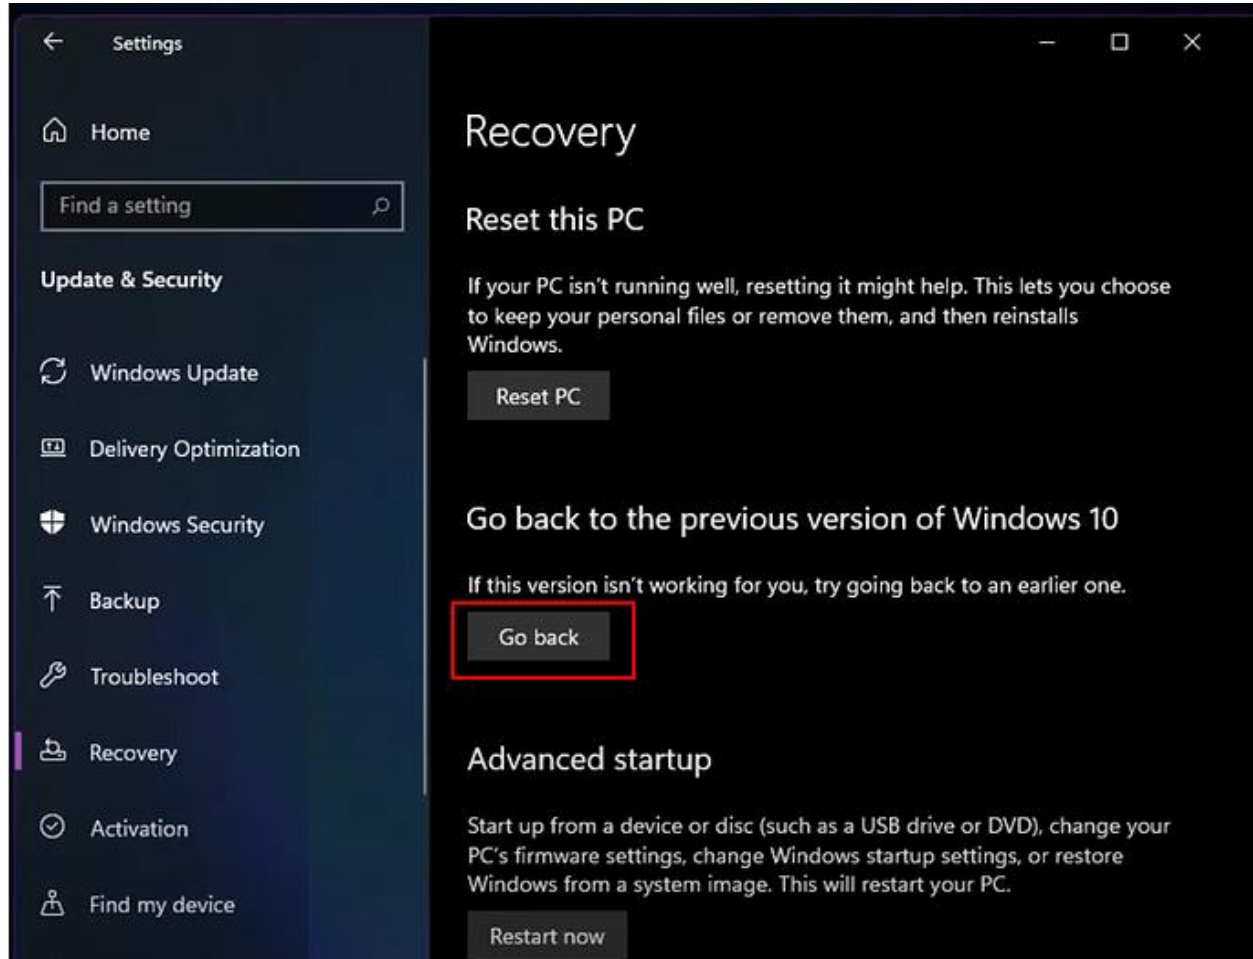 Settings
Home
Find a setting
Update & Security
Windows Update
Delivery Optimization
Windows Security
Backup
Troubleshoot
Recovery
Activation
Find my device
Recovery
Reset this PC
If your PC isn't running well, resetting it might help. This lets you choose
to keep your personal files or remove them, and then reinstalls
Windows.
Reset PC
Go back to the previous version of Windows 10
If this version isn't working for you, try going back to an earlier one.
Go back
Advanced startup
Start up from a device or disc (such as a USB drive or DVD), change your
PC's firmware settings, change Windows startup settings, or restore
Windows from a system image. This will restart your PC.
Restart now